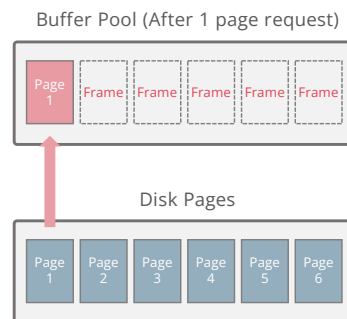 Buffer Pool (After 1 page request)
Page
1
Frame Frame Frame Frame Frame
Disk Pages
Page Page Page Page Page Page
1 2 3 4 5 6